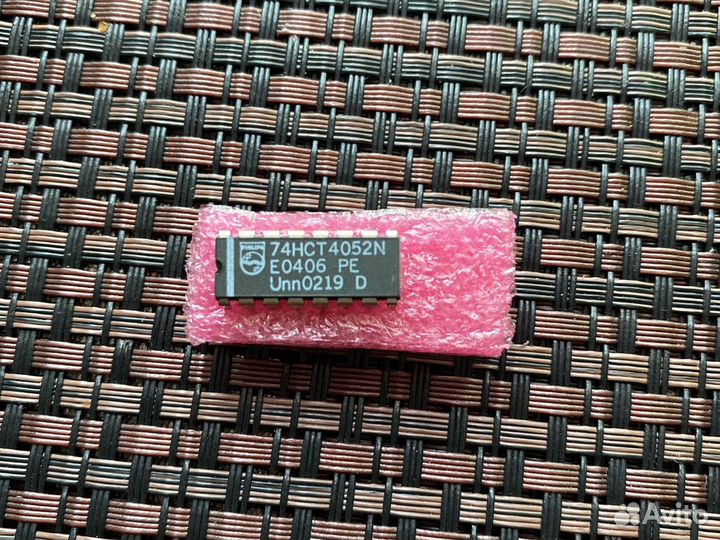 PHILIPS
74HCT4052N
E0406 PE
Unn0219 D
Avito